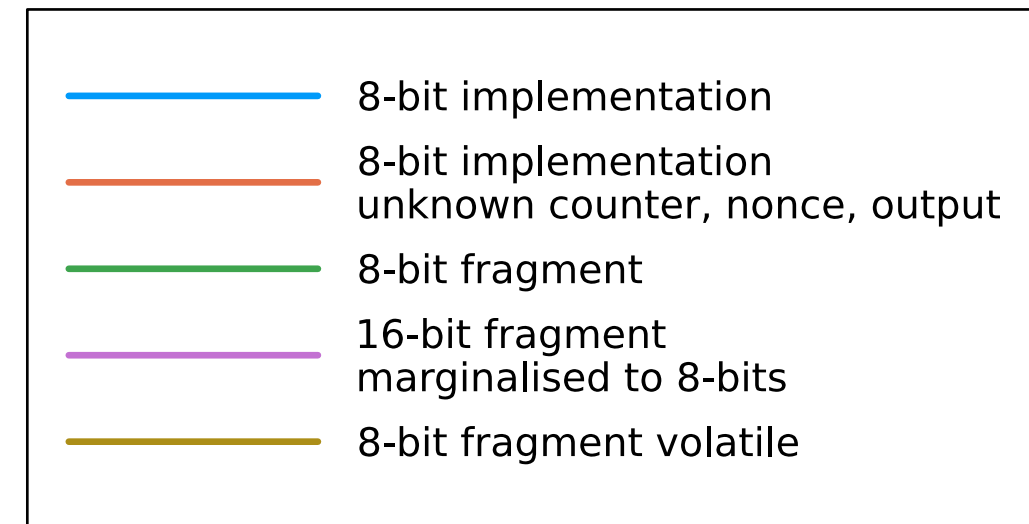 8-bit implementation
8-bit implementation
unknown counter, nonce, output
8-bit fragment
16-bit fragment
marginalised to 8-bits
8-bit fragment volatile